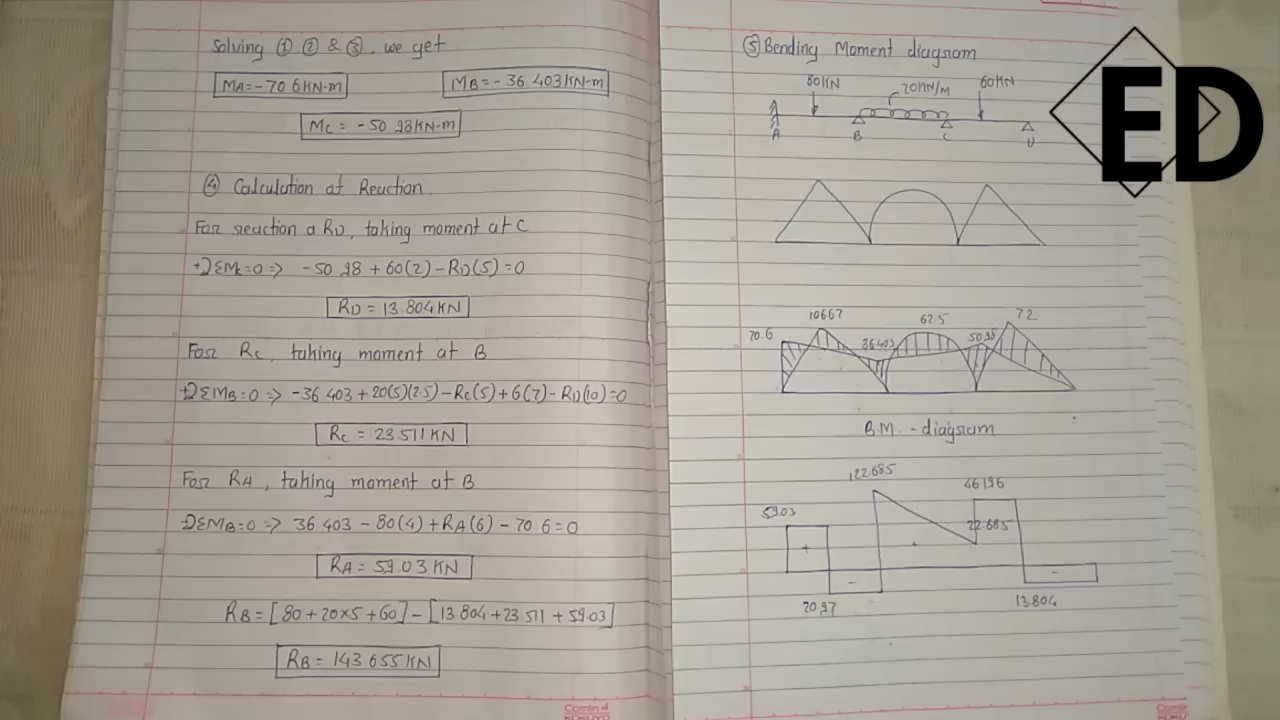 Solving ① ② & ③, we get
MA = -70.6 KN-m
MB = -36.403 KN-m
MC = -50.98 KN-m
④ Calculation at Reaction
For reaction a RD, taking moment at C
+⊃ΣMc=0 => -50.98 + 60(2) - RD(5) = 0
RD = 13.804 KN
For RC, taking moment at B
+⊃ΣMB=0 => -36.403 + 20(5)(2.5) - RC(5) + 6(7) - RD(10) = 0
RC = 23.511 KN
For RA, taking moment at B
⊃ΣMB=0 => 36.403 - 80(4) + RA(6) - 70.6 = 0
RA = 59.03 KN
RB = [80 + 20×5 + 60] - [13.804 + 23.511 + 59.03]
RB = 143.655 KN
⑤ Bending Moment diagram
80KN 20KN/M 60KN
A B C D
70.6 106.67 36.403 62.5 50.98 72
B.M. - diagram
59.03 122.685 46.196
22.685
+ - + -
20.97 13.804
ED